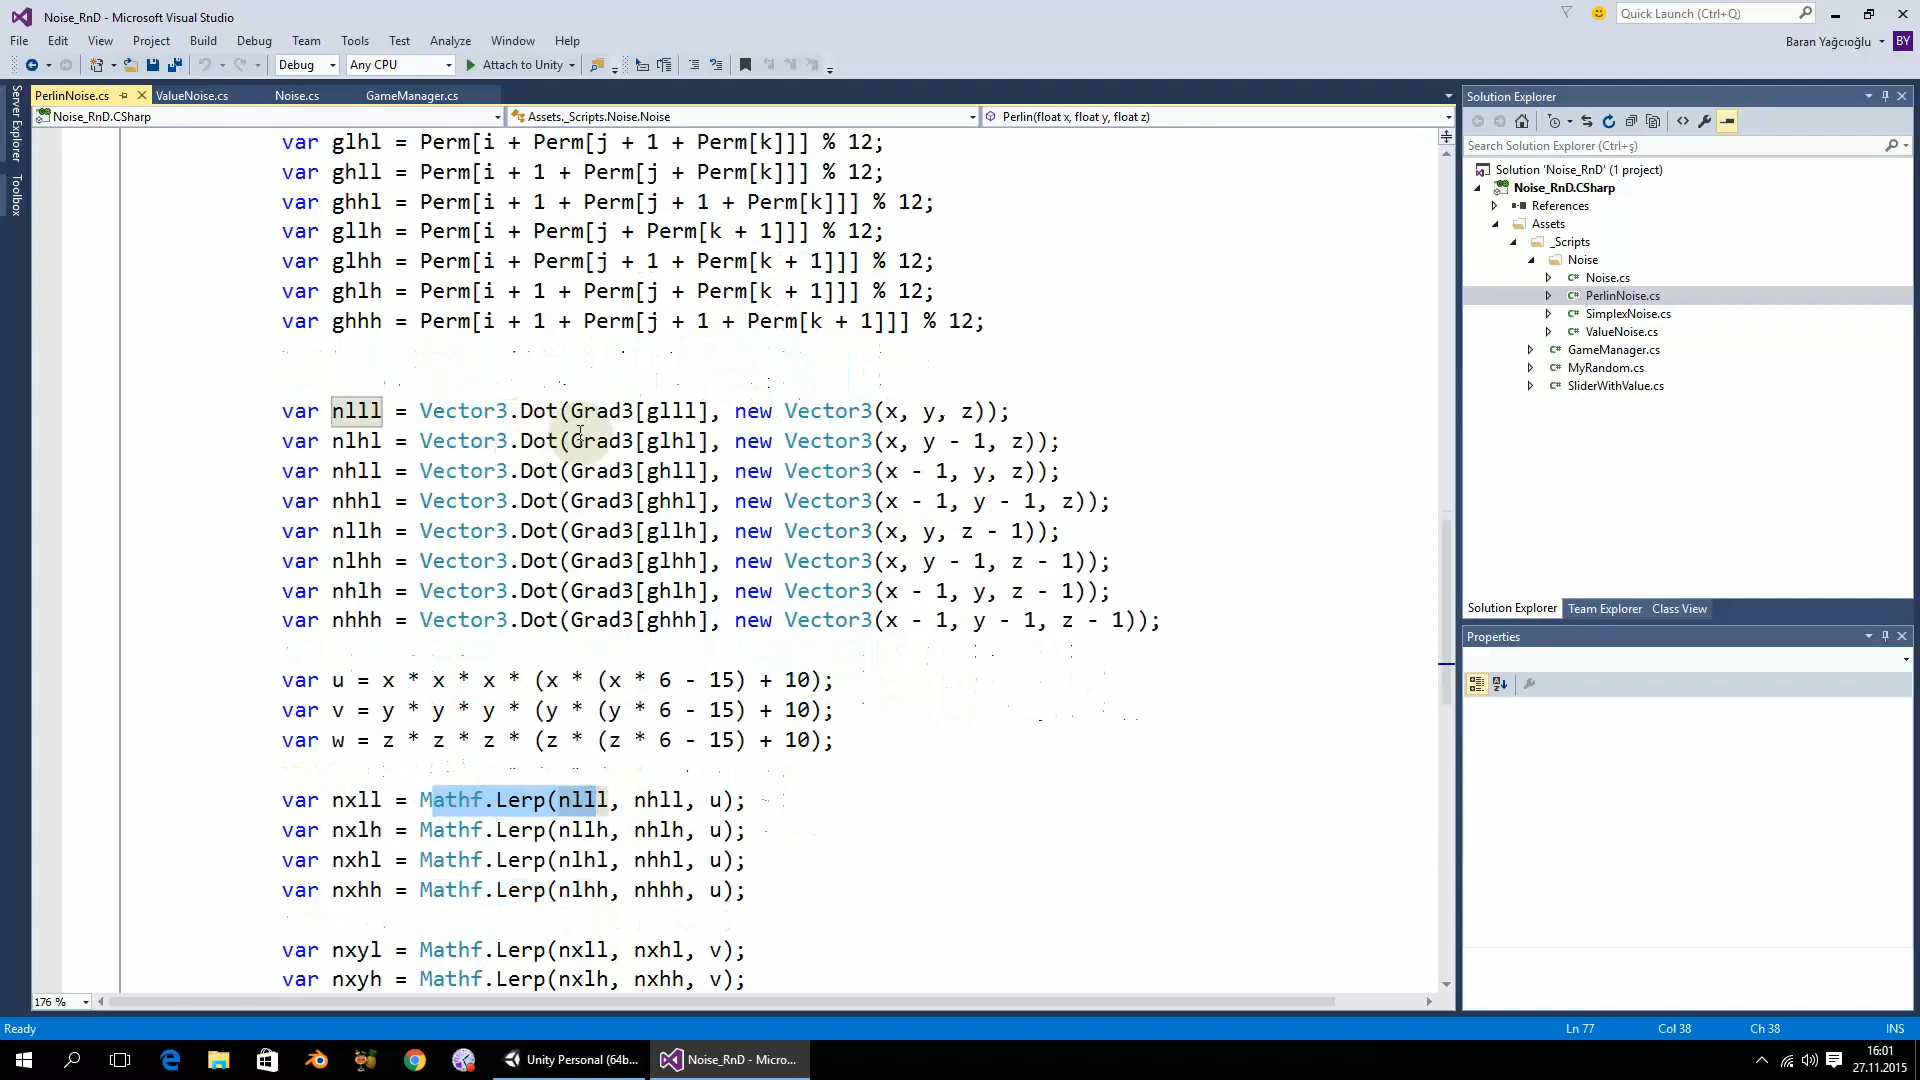 Noise_RnD - Microsoft Visual Studio
Quick Launch (Ctrl+Q)
File Edit View Project Build Debug Team Tools Test Analyze Window Help
Baran Yağcıoğlu BY
Debug Any CPU Attach to Unity
Server Explorer
Toolbox
PerlinNoise.cs ValueNoise.cs Noise.cs GameManager.cs
Noise_RnD.CSharp Assets._Scripts.Noise.Noise Perlin(float x, float y, float z)
var glhl = Perm[i + Perm[j + 1 + Perm[k]]] % 12;
var ghll = Perm[i + 1 + Perm[j + Perm[k]]] % 12;
var ghhl = Perm[i + 1 + Perm[j + 1 + Perm[k]]] % 12;
var gllh = Perm[i + Perm[j + Perm[k + 1]]] % 12;
var glhh = Perm[i + Perm[j + 1 + Perm[k + 1]]] % 12;
var ghlh = Perm[i + 1 + Perm[j + Perm[k + 1]]] % 12;
var ghhh = Perm[i + 1 + Perm[j + 1 + Perm[k + 1]]] % 12;
var nlll = Vector3.Dot(Grad3[glll], new Vector3(x, y, z));
var nlhl = Vector3.Dot(Grad3[glhl], new Vector3(x, y - 1, z));
var nhll = Vector3.Dot(Grad3[ghll], new Vector3(x - 1, y, z));
var nhhl = Vector3.Dot(Grad3[ghhl], new Vector3(x - 1, y - 1, z));
var nllh = Vector3.Dot(Grad3[gllh], new Vector3(x, y, z - 1));
var nlhh = Vector3.Dot(Grad3[glhh], new Vector3(x, y - 1, z - 1));
var nhlh = Vector3.Dot(Grad3[ghlh], new Vector3(x - 1, y, z - 1));
var nhhh = Vector3.Dot(Grad3[ghhh], new Vector3(x - 1, y - 1, z - 1));
var u = x * x * x * (x * (x * 6 - 15) + 10);
var v = y * y * y * (y * (y * 6 - 15) + 10);
var w = z * z * z * (z * (z * 6 - 15) + 10);
var nxll = Mathf.Lerp(nlll, nhll, u);
var nxlh = Mathf.Lerp(nllh, nhlh, u);
var nxhl = Mathf.Lerp(nlhl, nhhl, u);
var nxhh = Mathf.Lerp(nlhh, nhhh, u);
var nxyl = Mathf.Lerp(nxll, nxhl, v);
var nxyh = Mathf.Lerp(nxlh, nxhh, v);
176 %
Solution Explorer
Search Solution Explorer (Ctrl+ş)
Solution 'Noise_RnD' (1 project)
Noise_RnD.CSharp
References
Assets
_Scripts
Noise
Noise.cs
PerlinNoise.cs
SimplexNoise.cs
ValueNoise.cs
GameManager.cs
MyRandom.cs
SliderWithValue.cs
Solution Explorer Team Explorer Class View
Properties
Ready Ln 77 Col 38 Ch 38 INS
Unity Personal (64b... Noise_RnD - Micro...
16:01
27.11.2015